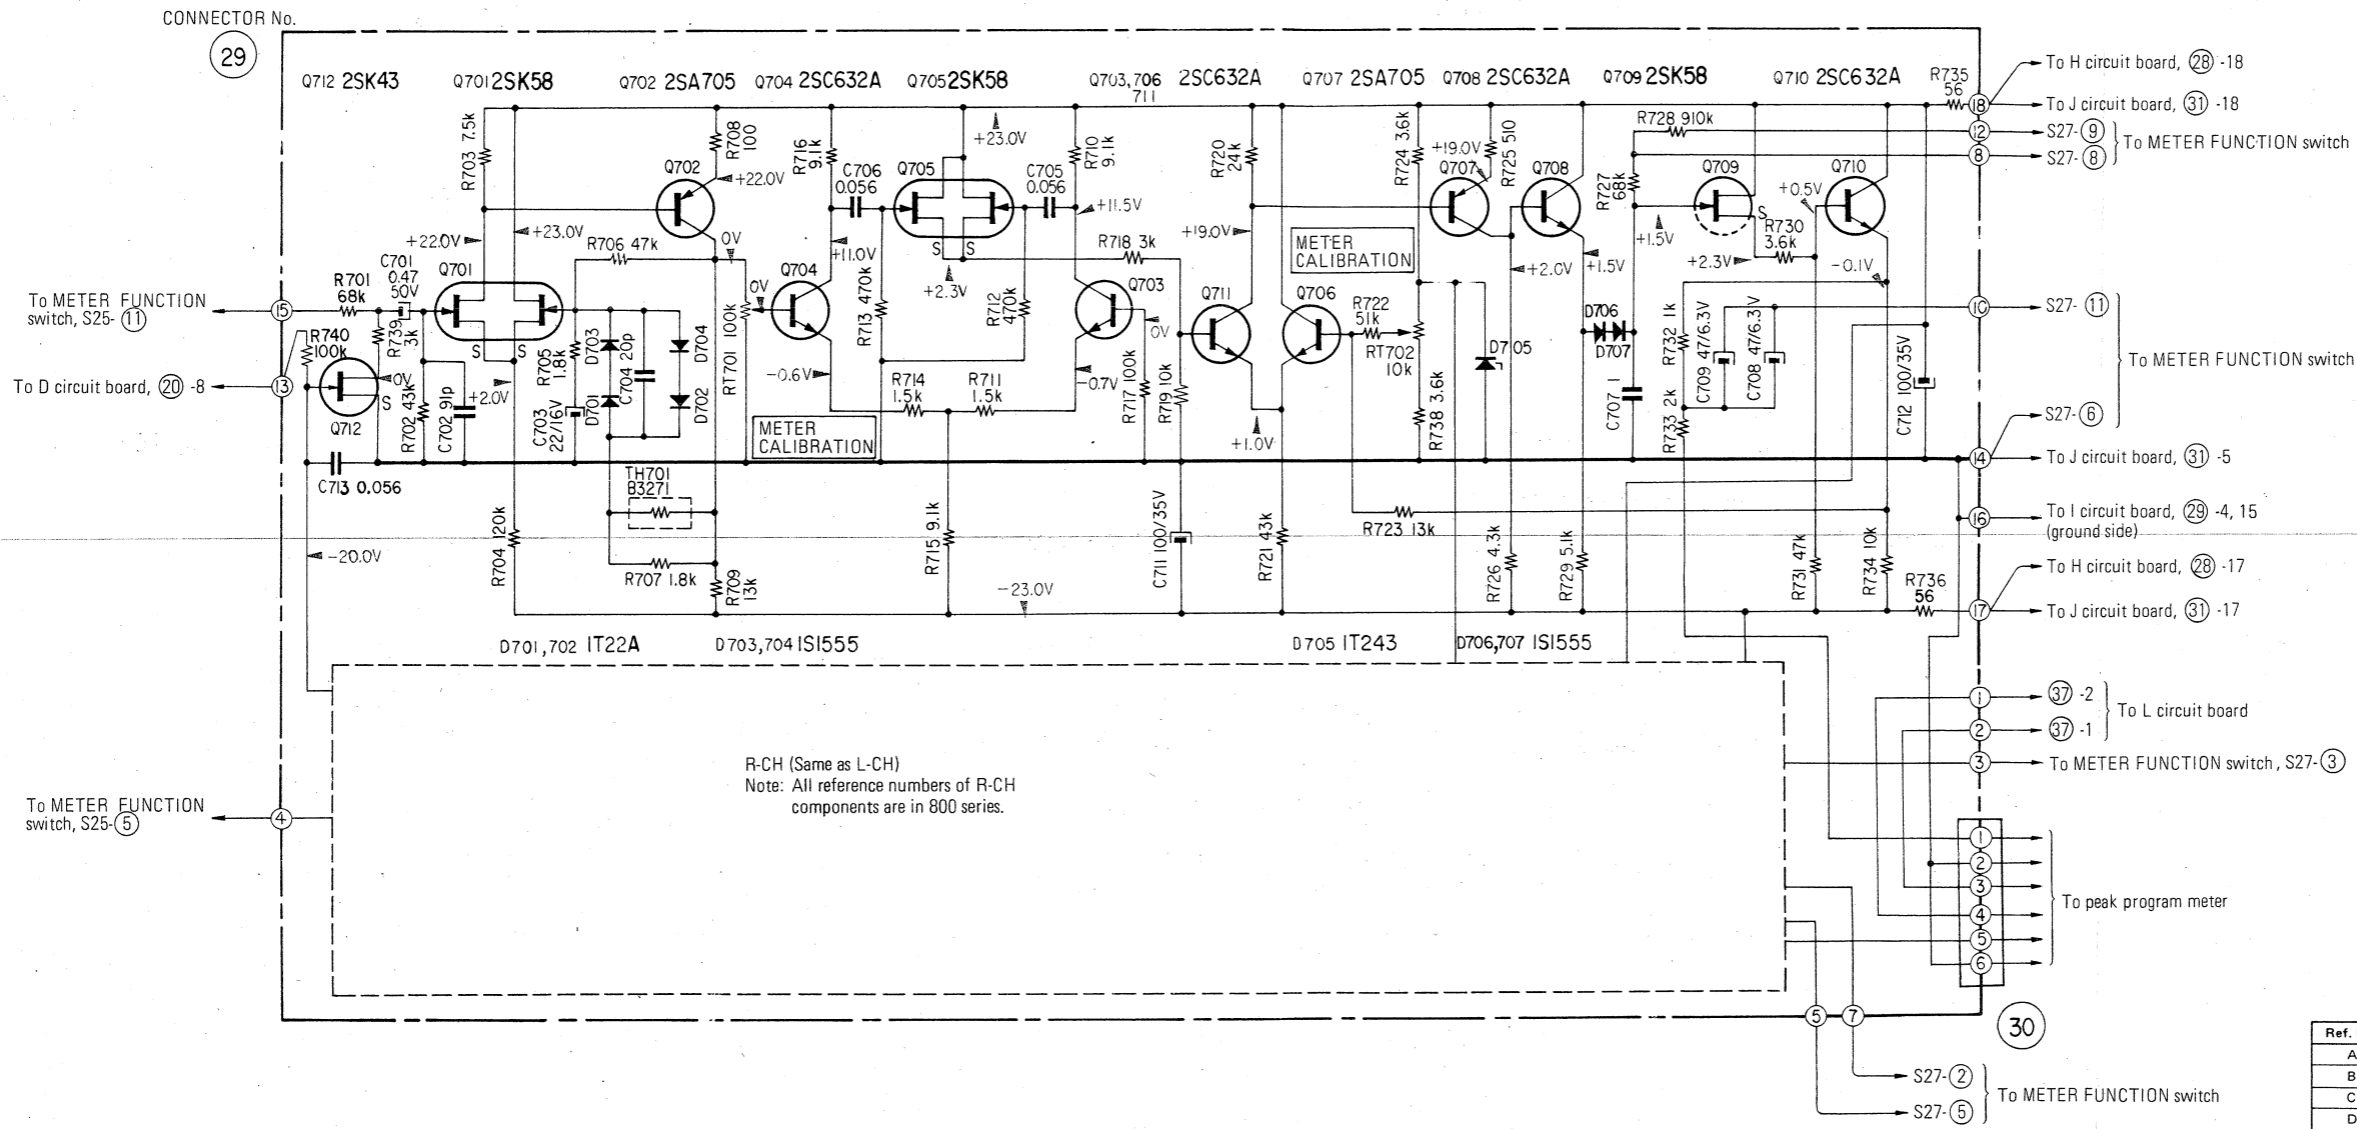 CONNECTOR No.
29
Q712 2SK43
Q701 2SK58
Q702 2SA705
Q704 2SC632A
Q705 2SK58
Q703,706
711
2SC632A
Q707 2SA705
Q708 2SC632A
Q709 2SK58
Q710 2SC632A
R735
56
18
To H circuit board, 28 -18
To J circuit board, 31 -18
12
S27- 9
8
S27- 8
To METER FUNCTION switch
R703 7.5k
R708
100
Q702
+22.0V
R716
9.1k
C706
0.056
Q705
+23.0V
C705
0.056
R710
9.1k
+11.5V
R720
24k
R724 3.6k
+19.0V
Q707
R725 510
Q708
R728 910k
R727
68k
Q709
S
+0.5V
Q710
+22.0V
+23.0V
R706 47k
0V
+11.0V
S S
+2.3V
R718 3k
+19.0V
METER
CALIBRATION
+2.0V
+1.5V
+1.5V
R730
3.6k
+2.3V
-0.1V
To METER FUNCTION
switch, S25- 11
15
R701
68k
C701
0.47
50V
Q701
S S
R740
100k
R739
3k
0V
R705
1.8k
D703
C704 20p
D704
RT701 100k
0V
Q704
R713 470k
R712
470k
Q703
0V
Q711
Q706
R722
51k
RT702
10k
D705
D706
D707
R732 1k
C709 47/6.3V
C708 47/6.3V
10
S27- 11
To METER FUNCTION switch
To D circuit board, 20 -8
13
S
Q712
R702 43k
C702 91p
+2.0V
C703
22/16V
D701
D702
-0.6V
R714
1.5k
R711
1.5k
-0.7V
R717 100k
R719 10k
+1.0V
R738 3.6k
C707 1
R733 2k
C712 100/35V
S27- 6
METER
CALIBRATION
14
To J circuit board, 31 -5
C713 0.056
TH701
B3271
R704 120k
R715 9.1k
C711 100/35V
R721 43k
R723 13k
R726 4.3k
R729 5.1k
R731 47k
R734 10k
16
To I circuit board, 29 -4, 15
(ground side)
-20.0V
R707 1.8k
R709
13k
-23.0V
R736
56
To H circuit board, 28 -17
17
To J circuit board, 31 -17
D701,702 1T22A
D703,704 1S1555
D705 1T243
D706,707 1S1555
1
37 -2
2
37 -1
To L circuit board
3
To METER FUNCTION switch, S27- 3
R-CH (Same as L-CH)
Note: All reference numbers of R-CH
components are in 800 series.
To METER FUNCTION
switch, S25- 5
4
1
2
3
4
5
6
To peak program meter
5
7
30
S27- 2
S27- 5
To METER FUNCTION switch
Ref.
A
B
C
D